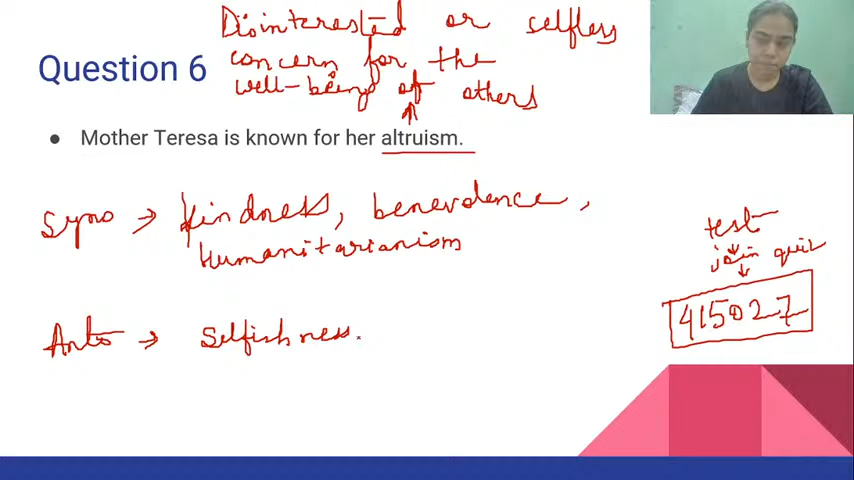 Disinterested or selfless
concern for the
well-being of others
Question 6
Mother Teresa is known for her altruism.
Syno → kindness, benevolence,
Humanitarianism
Anto → Selfishness.
test
join quiz
415027